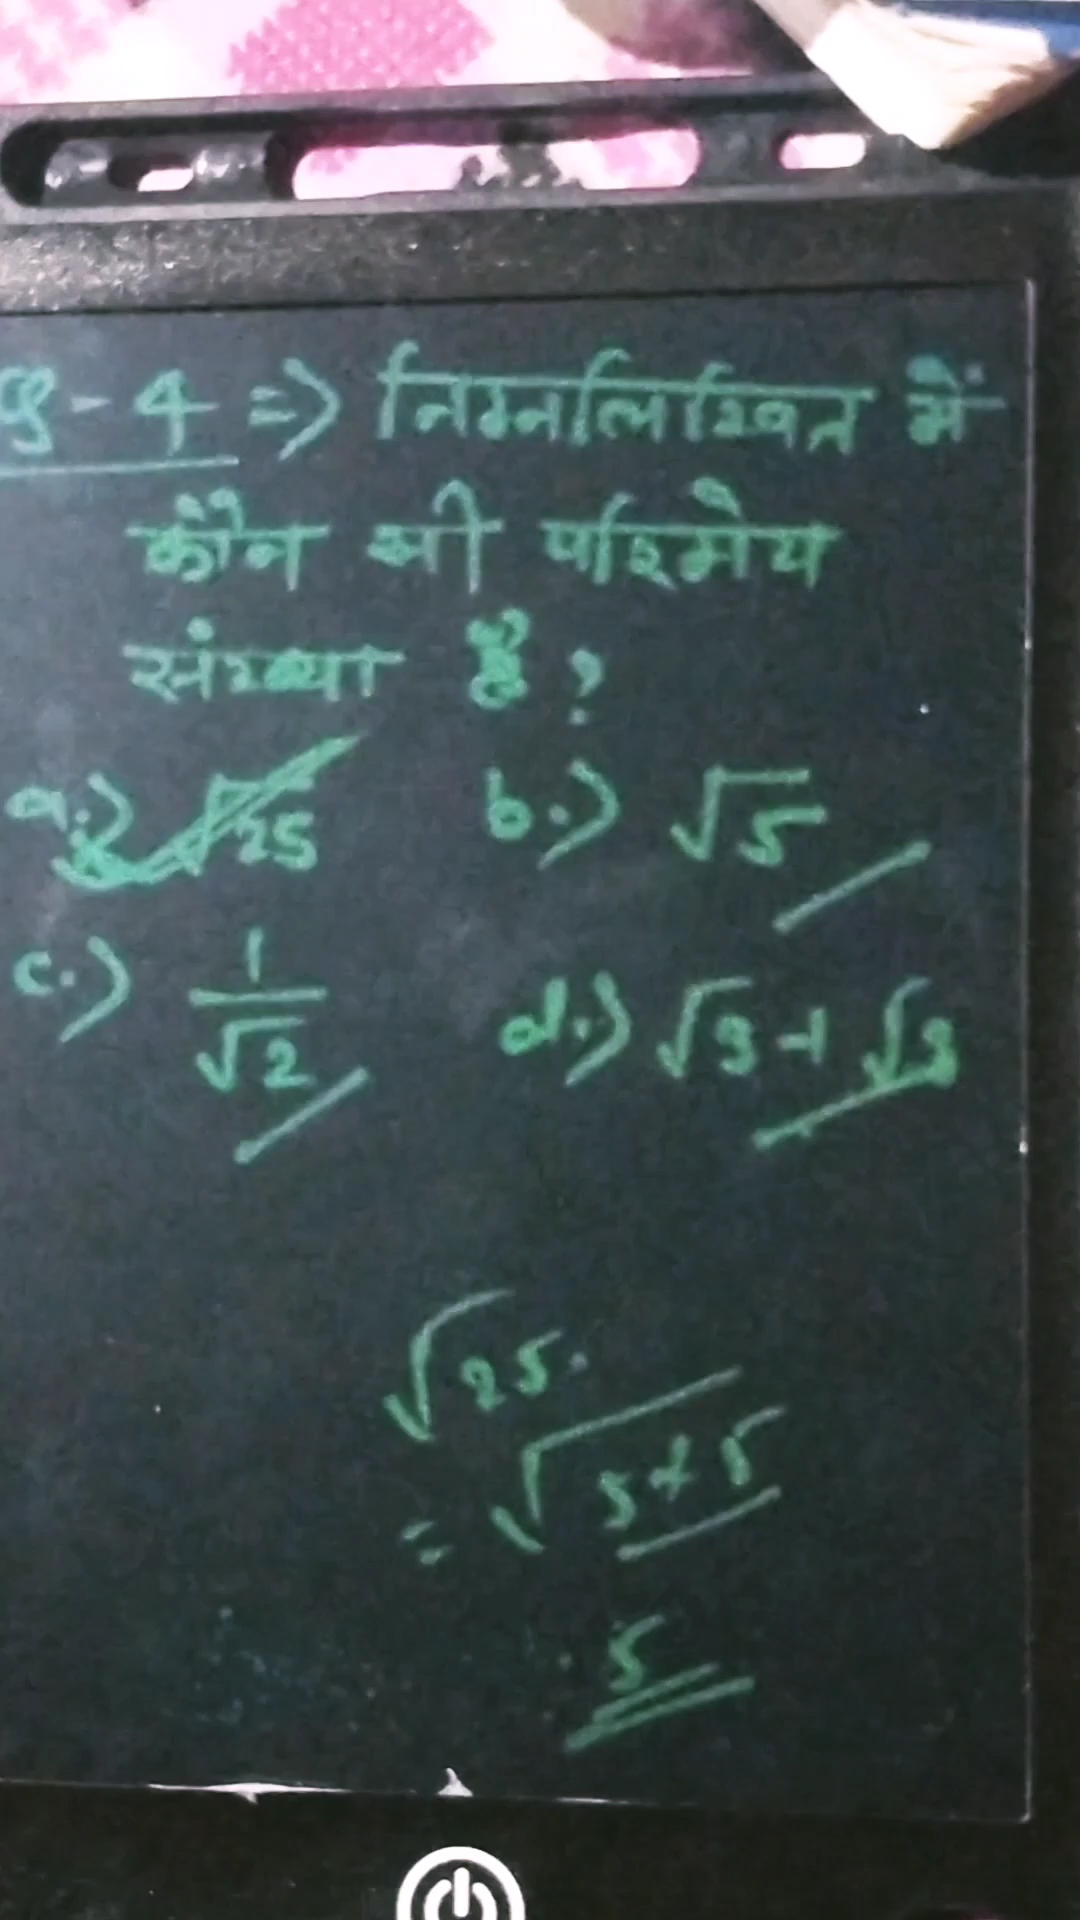 प्र-4 => निम्नलिखित में
कौन सी परिमेय
संख्या है?
a.) √25 b.) √5
c.) 1/√2 d.) √3 + √3
√25
= √5×5
5